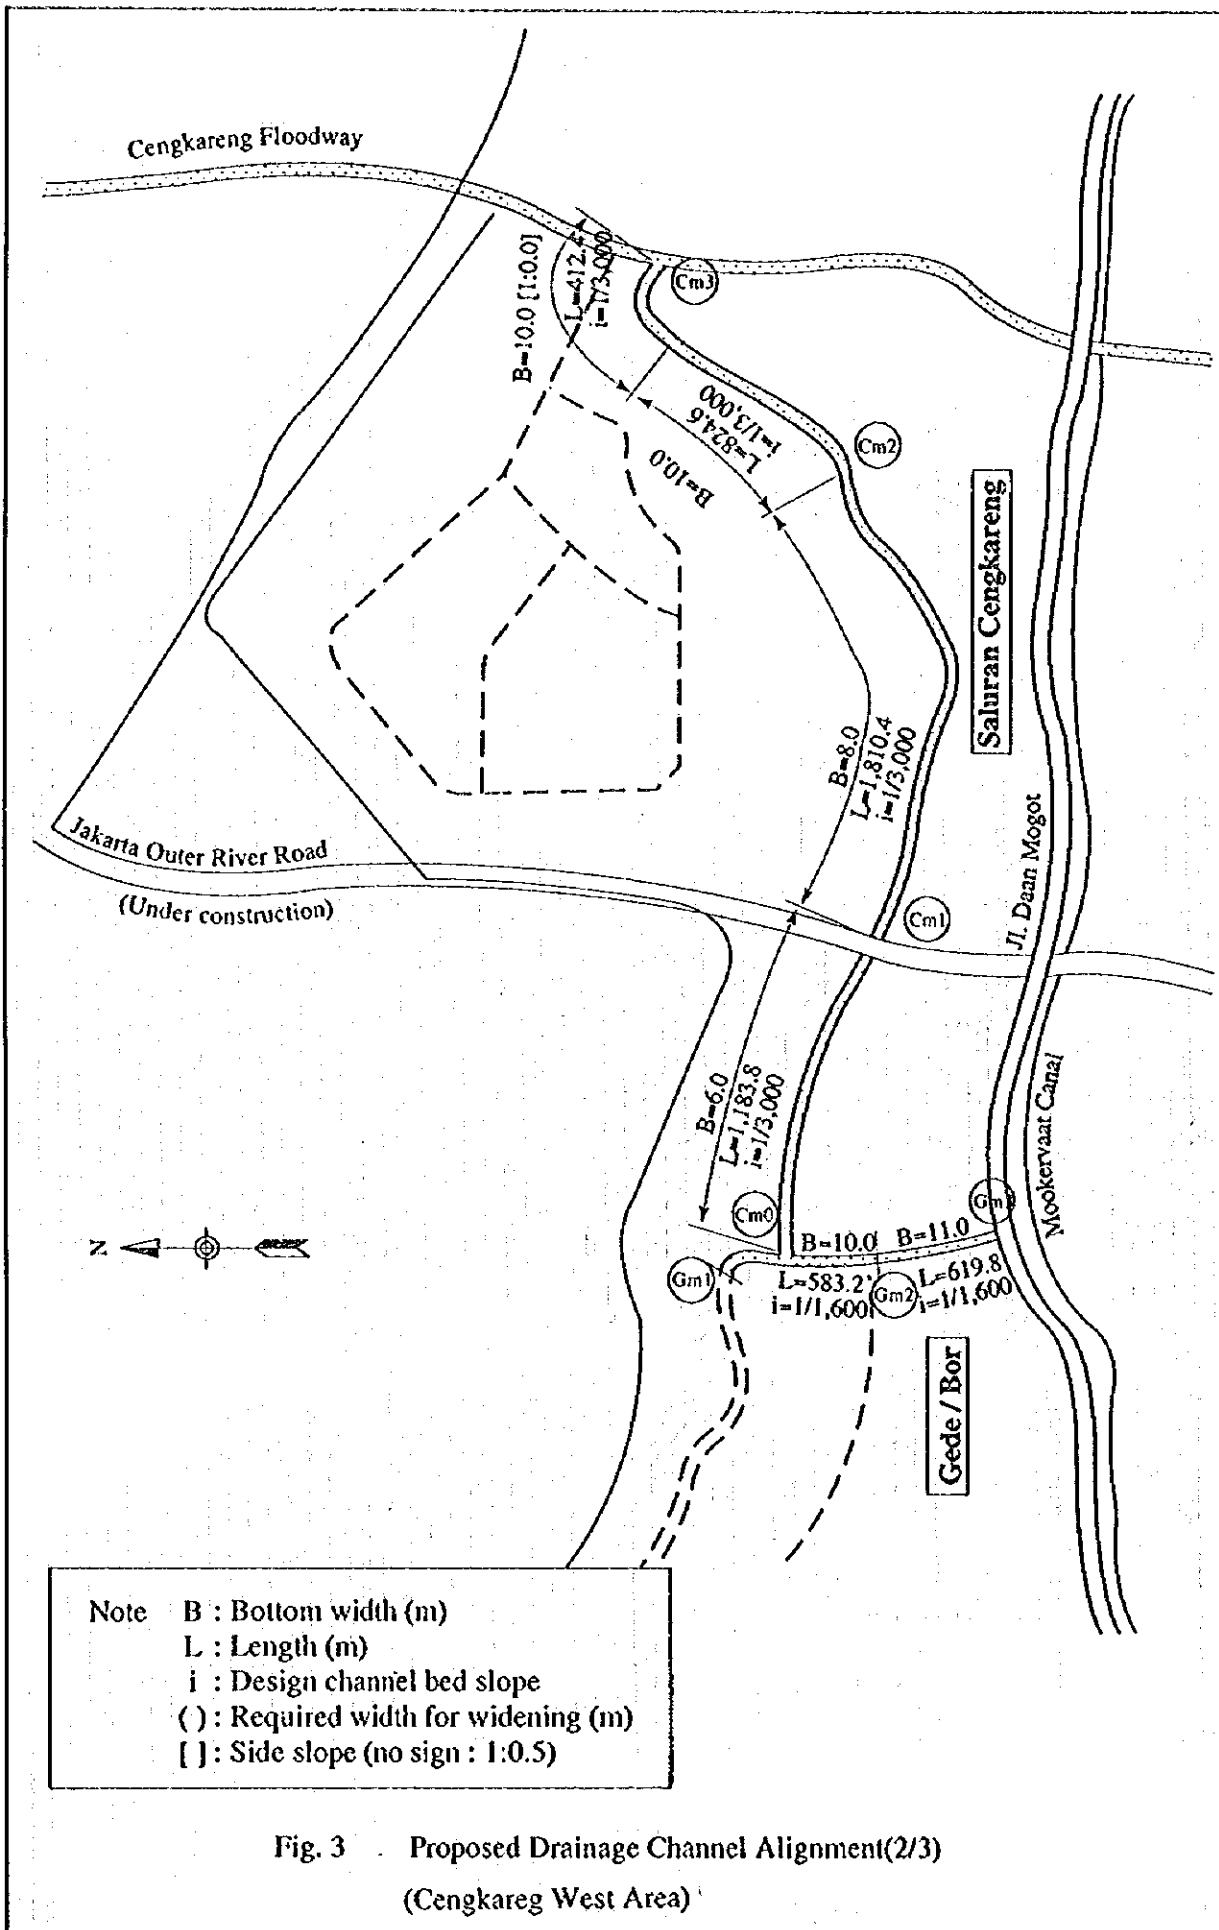 Cengkareng Floodway
B=10.0 [1:0.0]
L=412.4
i=1/3,000
Cm3
i=1/3,000
L=824.6
B=10.0
Cm2
Saluran Cengkareng
B=8.0
L=1,810.4
i=1/3,000
Jakarta Outer River Road
(Under construction)
Cm1
Jl. Daan Mogot
B=6.0
L=1,183.8
i=1/3,000
Mookervaat Canal
Cm0
N
B=10.0
B=11.0
Gm1
L=583.2
i=1/1,600
Gm2
L=619.8
i=1/1,600
Gede / Bor
Note B : Bottom width (m)
L : Length (m)
i : Design channel bed slope
( ) : Required width for widening (m)
[ ] : Side slope (no sign : 1:0.5)
Fig. 3 . Proposed Drainage Channel Alignment(2/3)
(Cengkareg West Area)